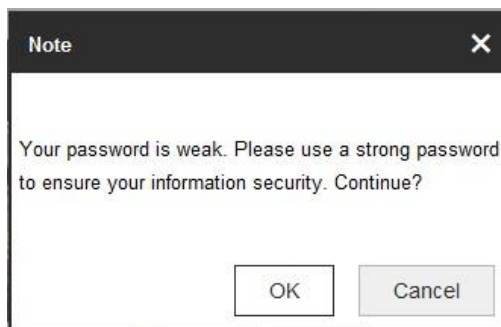 Note
Your password is weak. Please use a strong password
to ensure your information security. Continue?
OK
Cancel